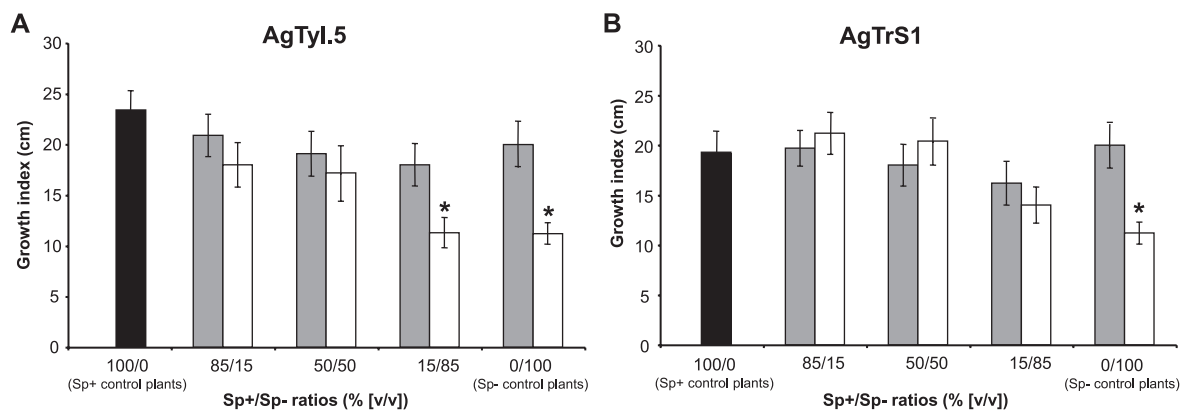 A
AgTyl.5
30
25
20
15
10
5
0
Growth index (cm)
*
*
100/0
85/15
50/50
15/85
0/100
(Sp+ control plants)
(Sp- control plants)
Sp+/Sp- ratios (% [v/v])
B
AgTrS1
30
25
20
15
10
5
0
Growth index (cm)
*
100/0
85/15
50/50
15/85
0/100
(Sp+ control plants)
(Sp- control plants)
Sp+/Sp- ratios (% [v/v])